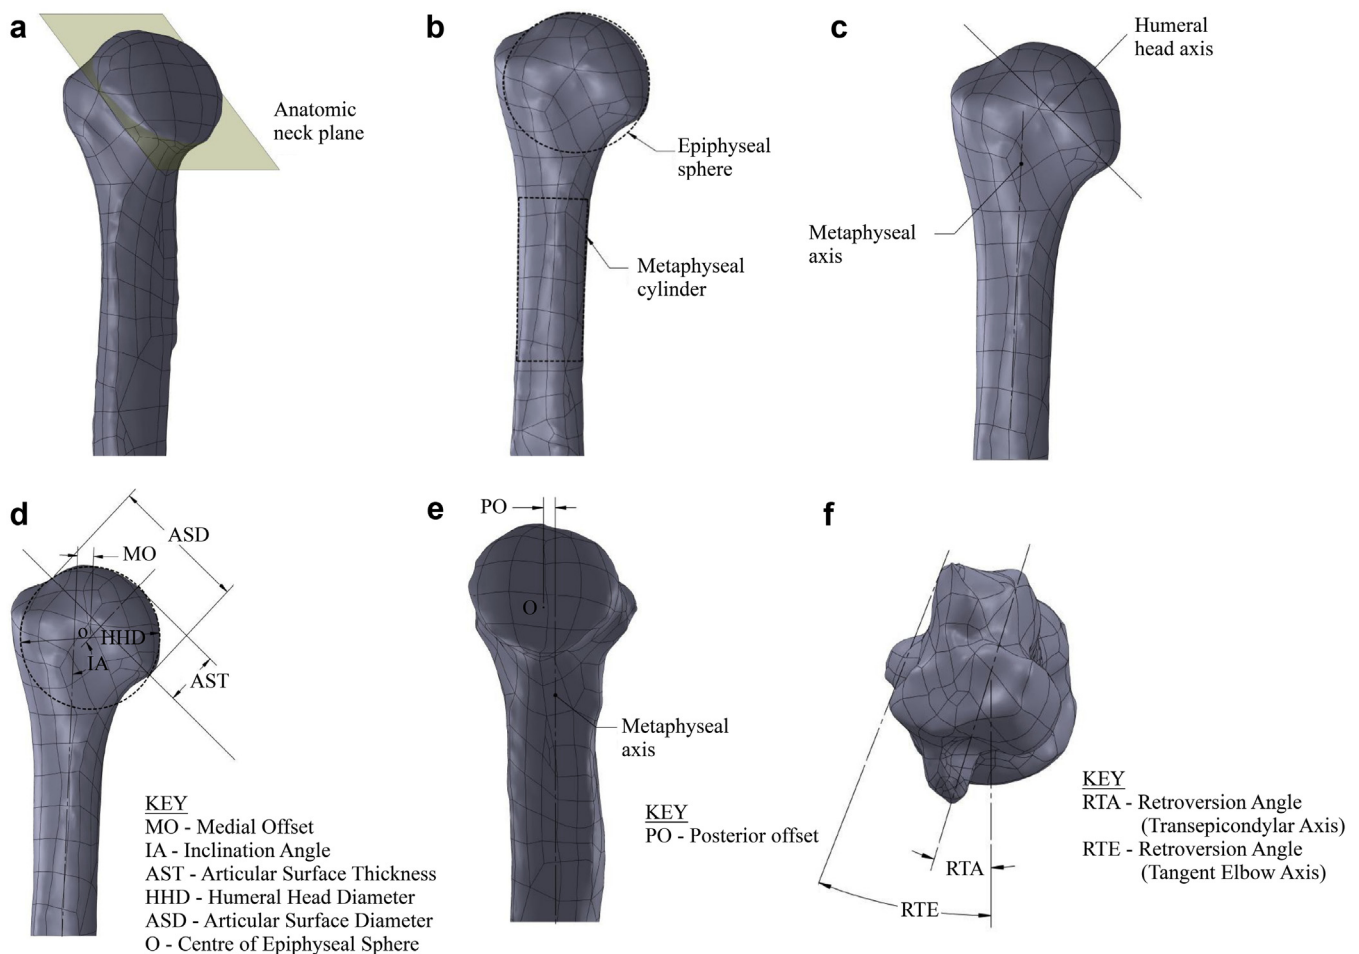 a
Anatomic
neck plane
b
Epiphyseal
sphere
Metaphyseal
cylinder
c
Humeral
head axis
Metaphyseal
axis
d
ASD
MO
o
HHD
IA
AST
KEY
MO - Medial Offset
IA - Inclination Angle
AST - Articular Surface Thickness
HHD - Humeral Head Diameter
ASD - Articular Surface Diameter
O - Centre of Epiphyseal Sphere
e
PO
O
Metaphyseal
axis
KEY
PO - Posterior offset
f
RTA
RTE
KEY
RTA - Retroversion Angle
(Transepicondylar Axis)
RTE - Retroversion Angle
(Tangent Elbow Axis)